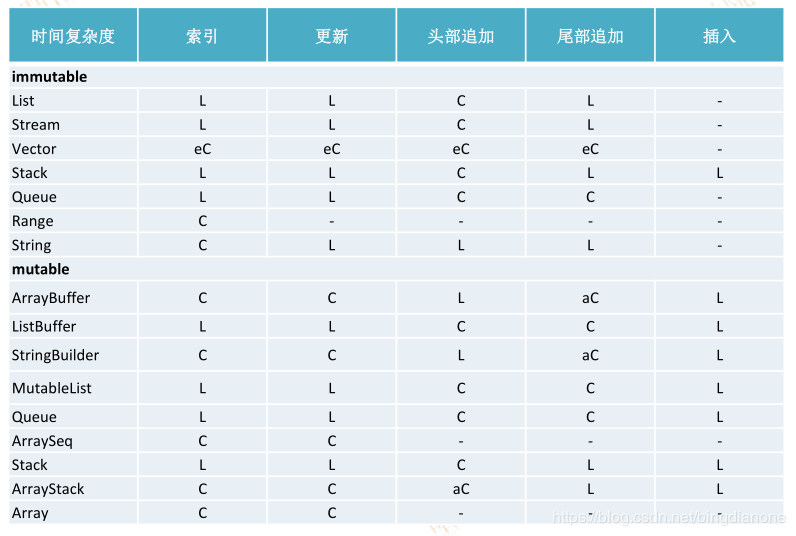 时间复杂度 索引 更新 头部追加 尾部追加 插入
immutable
List L L C L -
Stream L L C L -
Vector eC eC eC eC -
Stack L L C L L
Queue L L C C -
Range C - - - -
String C L L L -
mutable
ArrayBuffer C C L aC L
ListBuffer L L C C L
StringBuilder C C L aC L
MutableList L L C C L
Queue L L C C L
ArraySeq C C - - -
Stack L L C L L
ArrayStack C C aC L L
Array C C - - -
https://blog.csdn.net/bingdianone